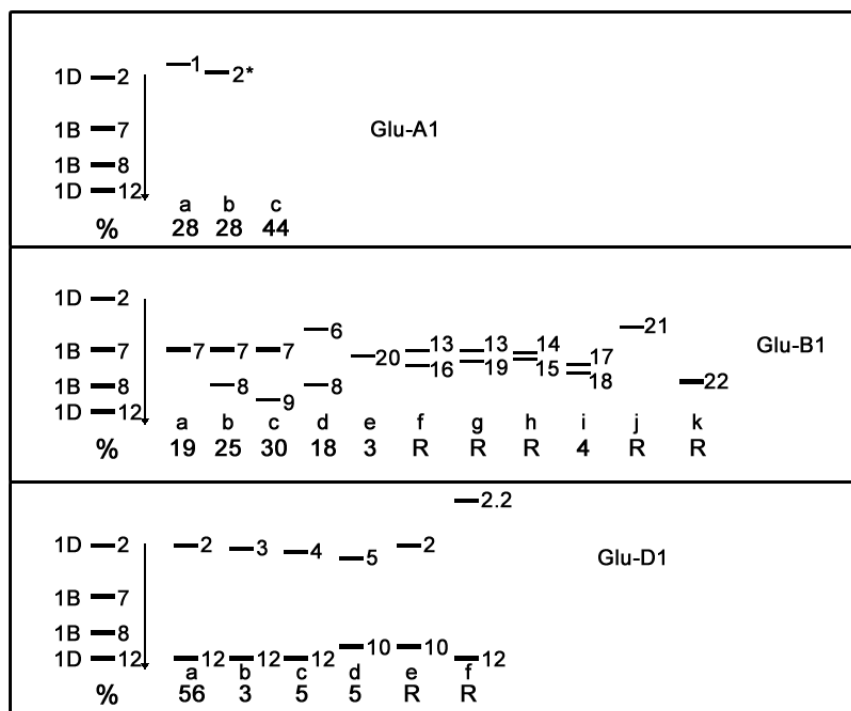 1
1D 2 2*
1B 7 Glu-A1
1B 8
1D 12
a b c
% 28 28 44
1D 2
6 21
1B 7 7 7 7 13 13 14 Glu-B1
20 16 19 15 17
1B 8 8 8 18 22
9
1D 12
a b c d e f g h i j k
% 19 25 30 18 3 R R R 4 R R
2.2
1D 2 2 3 4 5 2 Glu-D1
1B 7
1B 8
10 10
1D 12 12 12 12 12
a b c d e f
% 56 3 5 5 R R